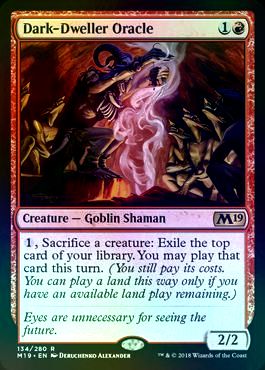 Dark-Dweller Oracle 1
Creature — Goblin Shaman M19
1, Sacrifice a creature: Exile the top
card of your library. You may play that
card this turn. (You still pay its costs.
You can play a land this way only if you
have an available land play remaining.)
Eyes are unnecessary for seeing the
future.
2/2
134/280 R
M19 • EN DERUCHENKO ALEXANDER ™ & © 2018 Wizards of the Coast